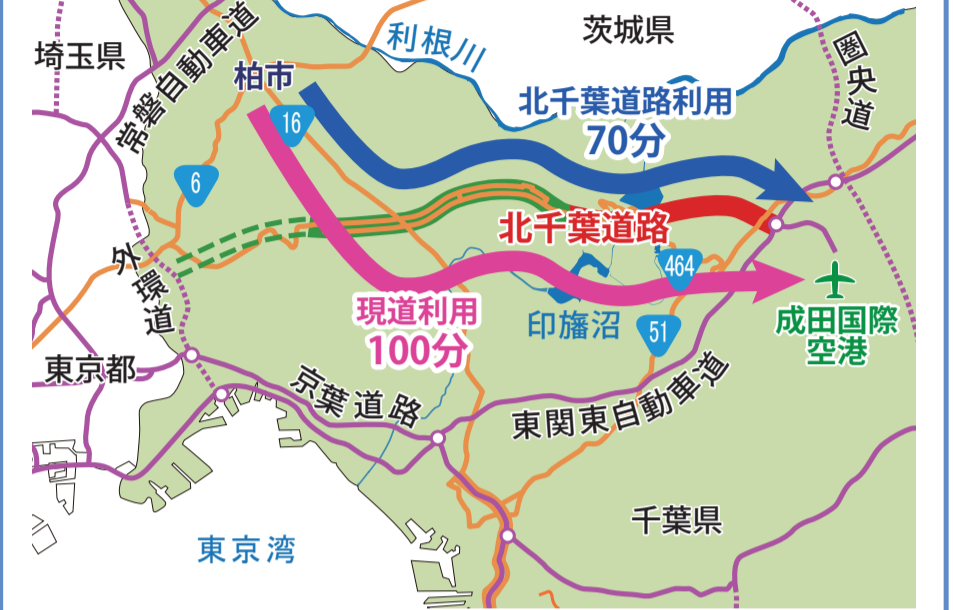 埼玉県
常磐自動車道
柏市
利根川
茨城県
圏央道
16
6
北千葉道路利用
70分
外環道
北千葉道路
464
現道利用
100分
印旛沼
51
成田国際
空港
東京都
京葉道路
東関東自動車道
千葉県
東京湾